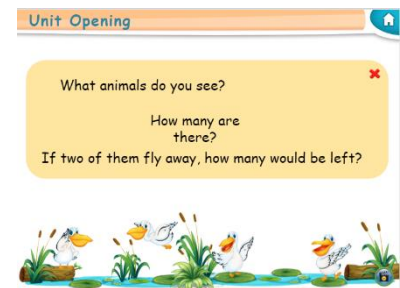 Unit Opening
What animals do you see?
How many are
there?
If two of them fly away, how many would be left?